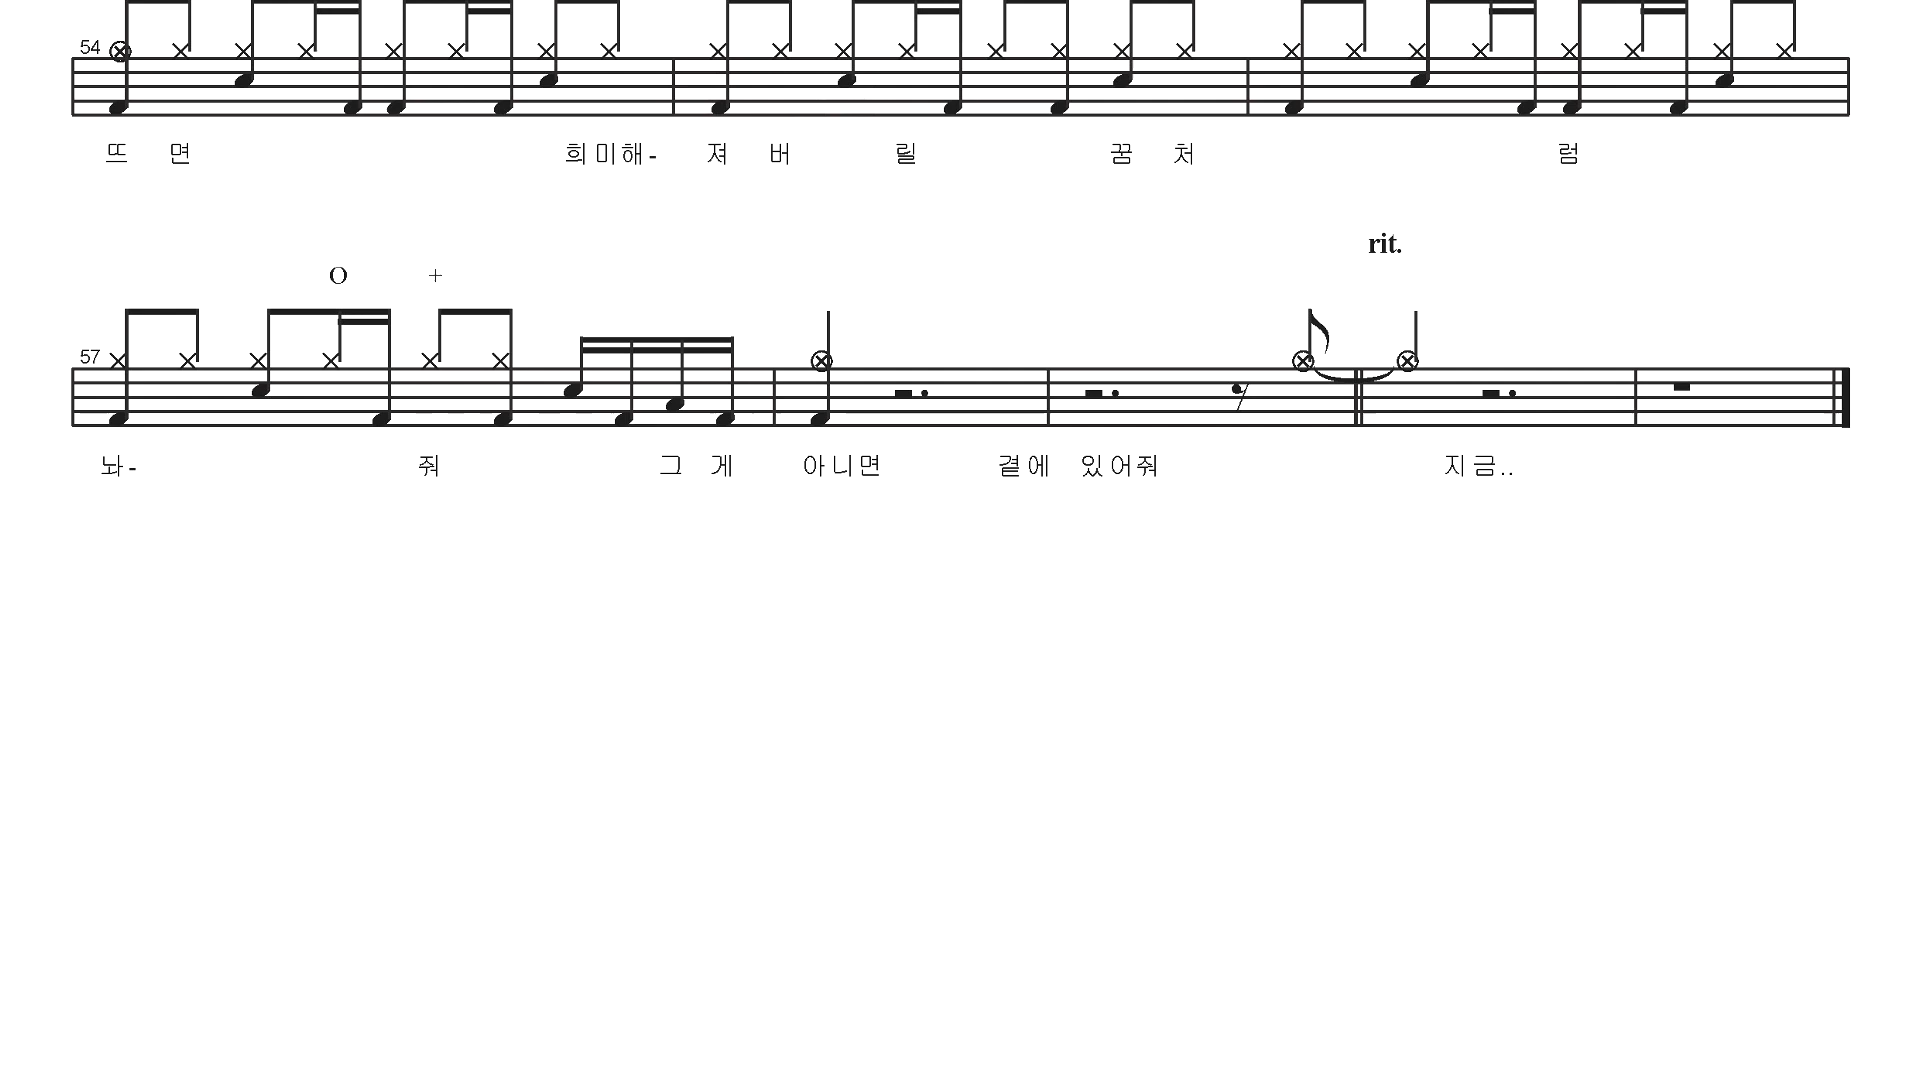 54
뜨 면 희미해- 져 버 릴 꿈 처 럼
rit.
O +
57
놔- 줘 그 게 아니면 곁에 있어줘 지금..